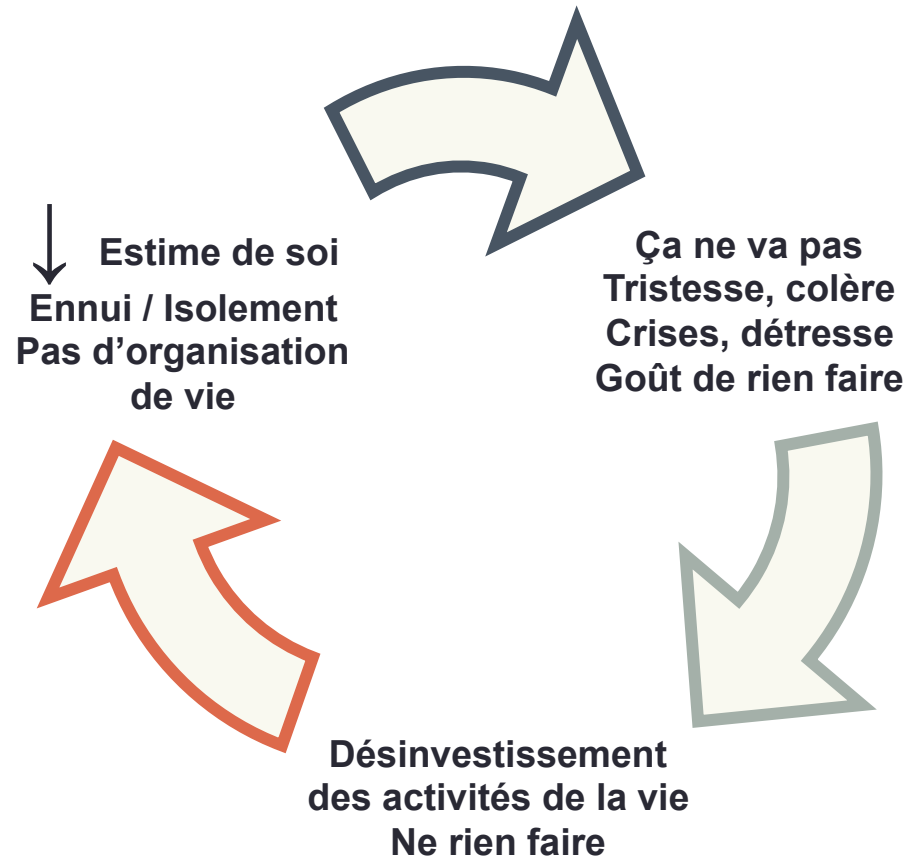 ↓ Estime de soi
Ennui / Isolement
Pas d’organisation
de vie
Ça ne va pas
Tristesse, colère
Crises, détresse
Goût de rien faire
Désinvestissement
des activités de la vie
Ne rien faire